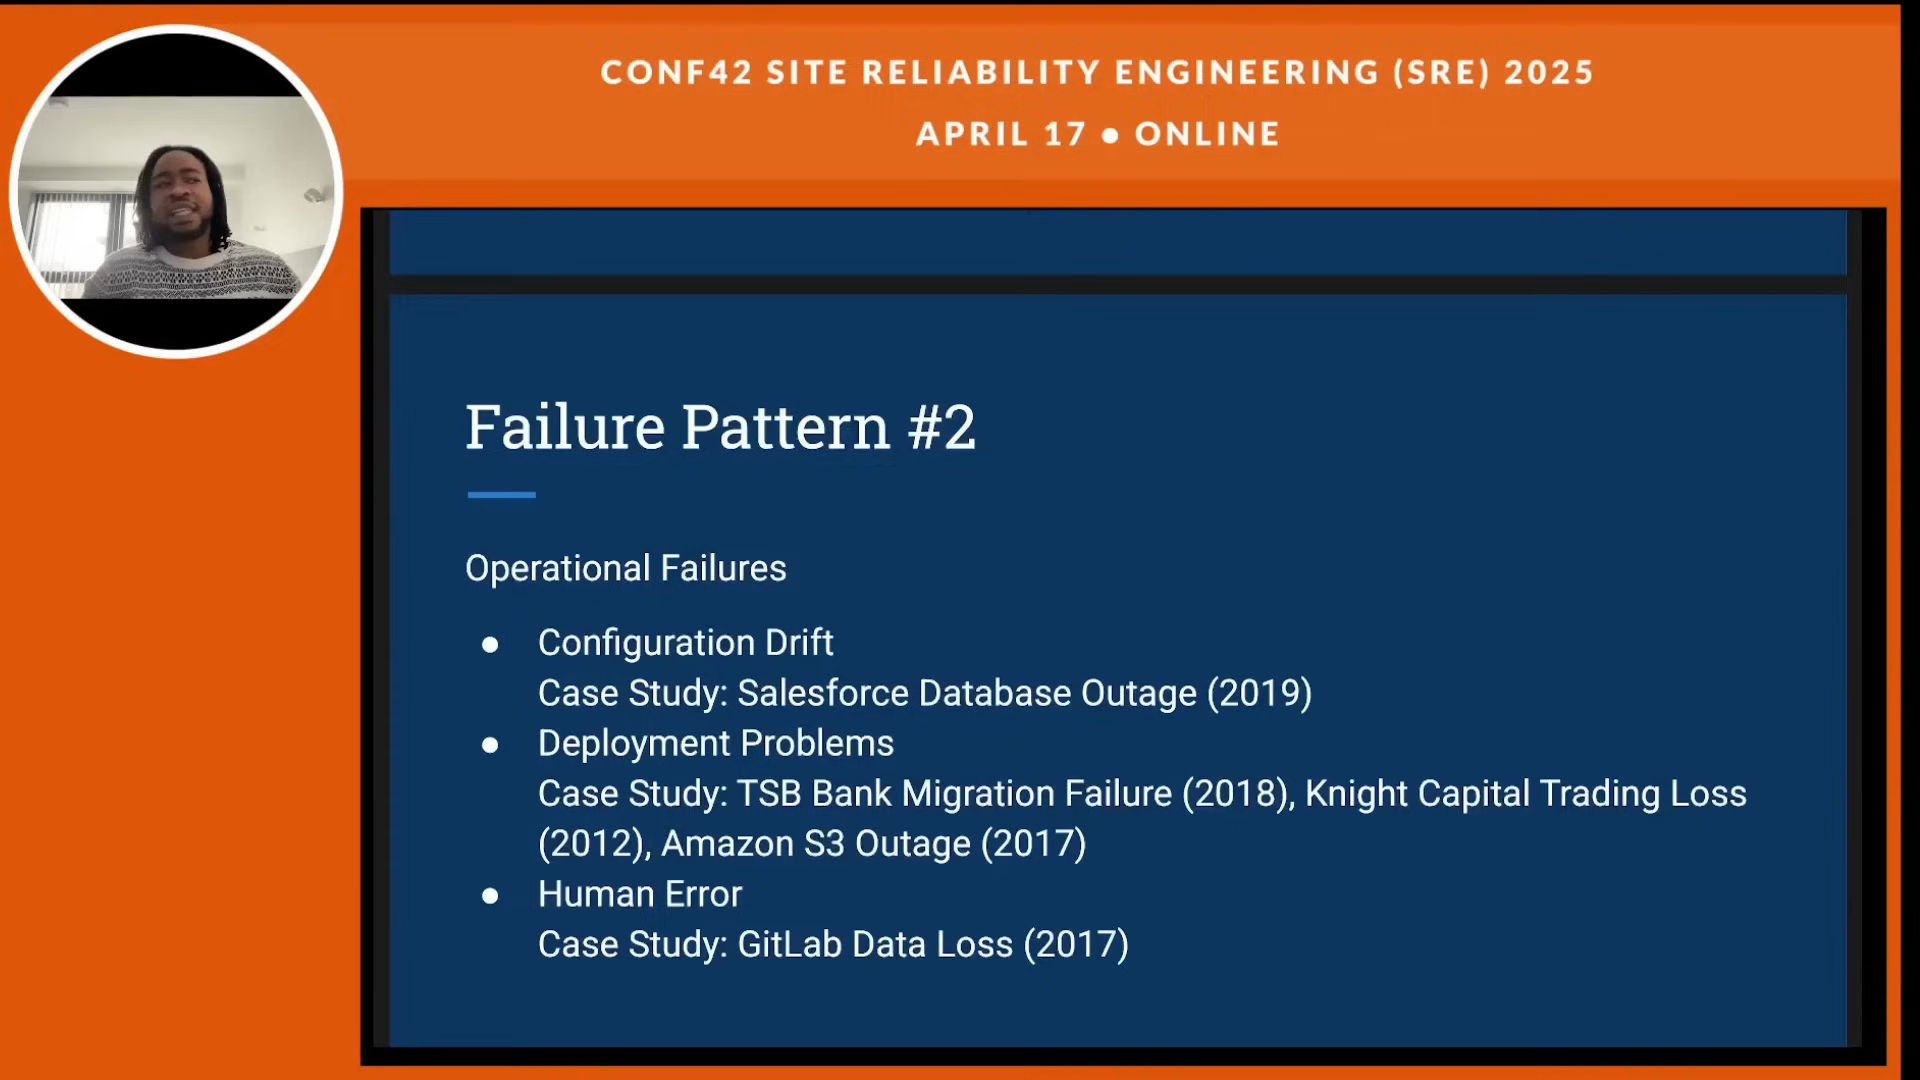 CONF42 SITE RELIABILITY ENGINEERING (SRE) 2025
APRIL 17 ● ONLINE
Failure Pattern #2
Operational Failures
● Configuration Drift
Case Study: Salesforce Database Outage (2019)
● Deployment Problems
Case Study: TSB Bank Migration Failure (2018), Knight Capital Trading Loss
(2012), Amazon S3 Outage (2017)
● Human Error
Case Study: GitLab Data Loss (2017)